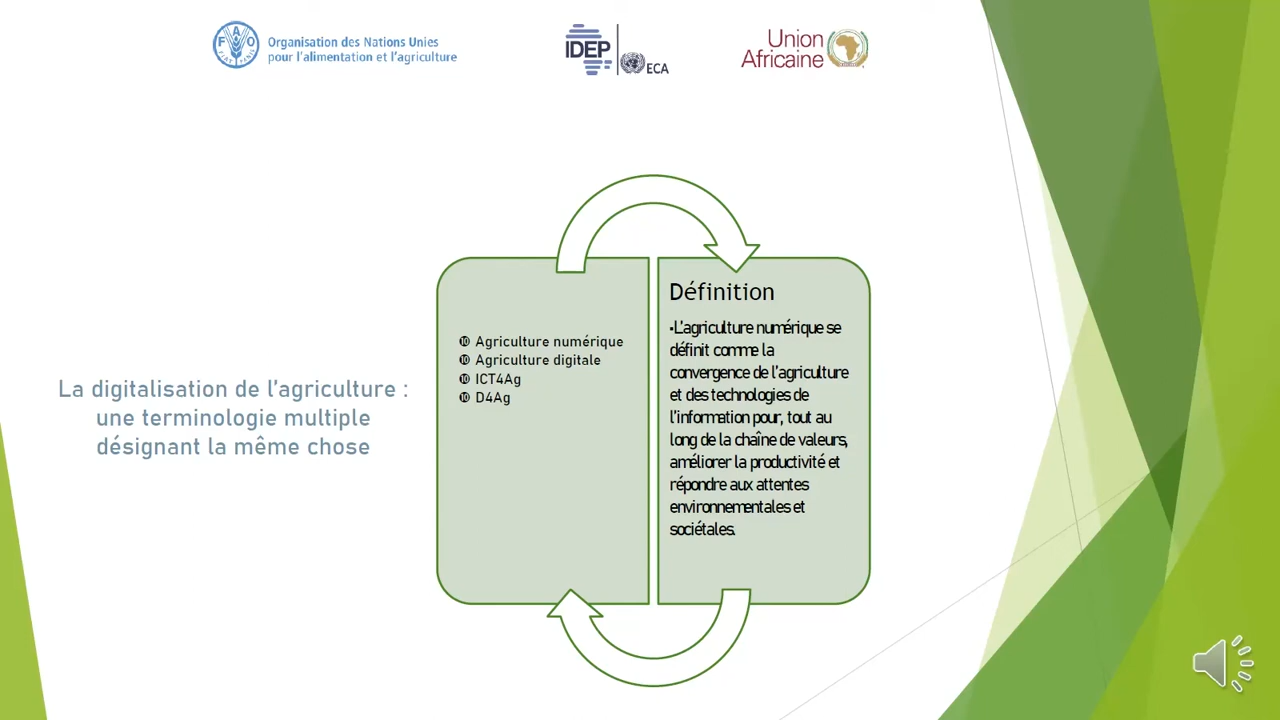 FAO
FIAT PANIS
Organisation des Nations Unies
pour l'alimentation et l'agriculture
IDEP
ECA
Union
Africaine
La digitalisation de l'agriculture :
une terminologie multiple
désignant la même chose
❿ Agriculture numérique
❿ Agriculture digitale
❿ ICT4Ag
❿ D4Ag
Définition
▪L'agriculture numérique se
définit comme la
convergence de l'agriculture
et des technologies de
l'information pour, tout au
long de la chaîne de valeurs,
améliorer la productivité et
répondre aux attentes
environnementales et
sociétales.